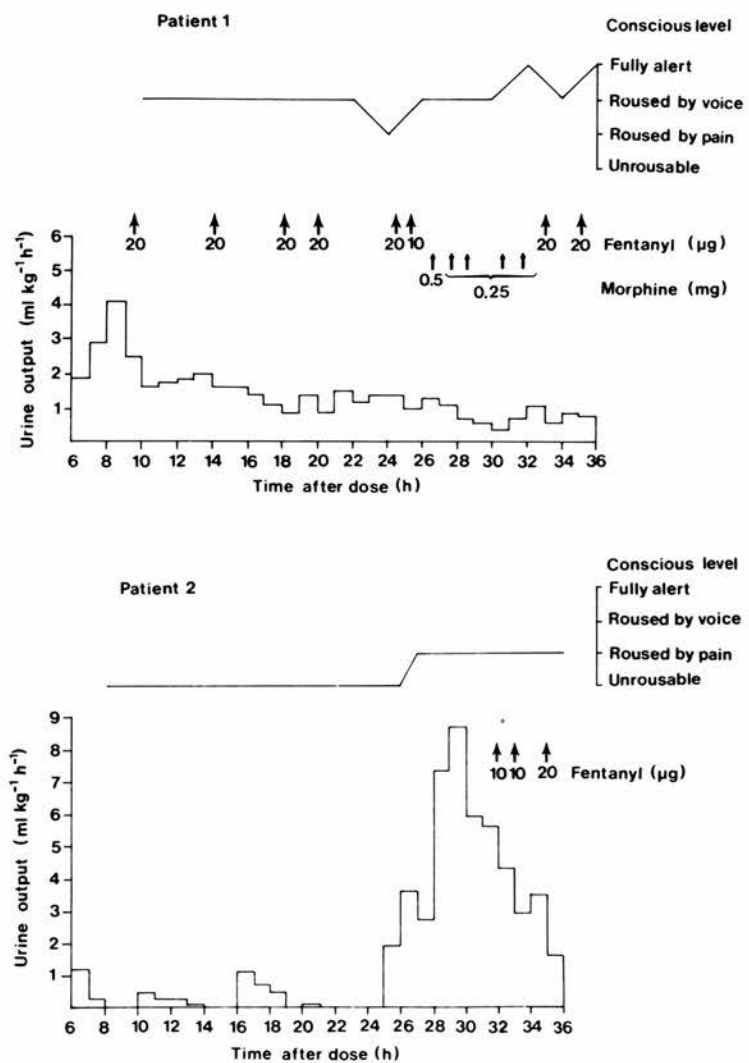 Patient 1
Conscious level
Fully alert
Roused by voice
Roused by pain
Unrousable
20 20 20 20 20 10 20 20 Fentanyl (µg)
0.5 0.25 Morphine (mg)
Urine output (ml kg⁻¹h⁻¹)
6
5
4
3
2
1
6 8 10 12 14 16 18 20 22 24 26 28 30 32 34 36
Time after dose (h)
Patient 2
Conscious level
Fully alert
Roused by voice
Roused by pain
Unrousable
10 10 20 Fentanyl (µg)
Urine output (ml kg⁻¹ h⁻¹)
9
8
7
6
5
4
3
2
1
6 8 10 12 14 16 18 20 22 24 26 28 30 32 34 36
Time after dose (h)